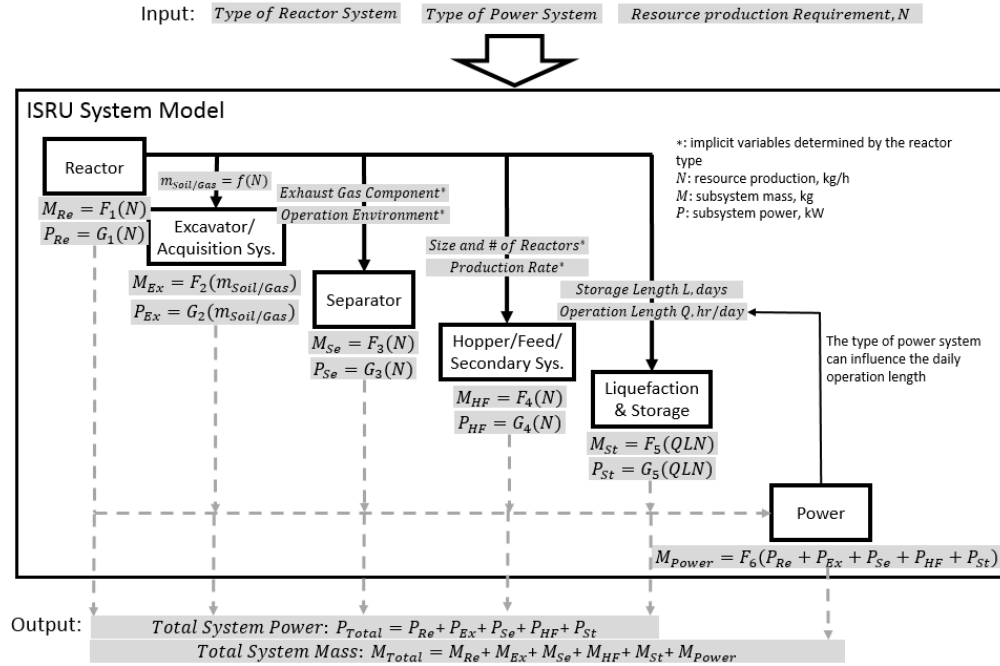 Input: Type of Reactor System Type of Power System Resource production Requirement, N
ISRU System Model
*: implicit variables determined by the reactor
type
N: resource production, kg/h
M: subsystem mass, kg
P: subsystem power, kW
Reactor
M_Re = F_1(N)
P_Re = G_1(N)
m_Soil/Gas = f(N)
Excavator/
Acquisition Sys.
M_Ex = F_2(m_Soil/Gas)
P_Ex = G_2(m_Soil/Gas)
Exhaust Gas Component*
Operation Environment*
Separator
M_Se = F_3(N)
P_Se = G_3(N)
Size and # of Reactors*
Production Rate*
Hopper/Feed/
Secondary Sys.
M_HF = F_4(N)
P_HF = G_4(N)
Storage Length L, days
Operation Length Q, hr/day
Liquefaction
& Storage
M_St = F_5(QLN)
P_St = G_5(QLN)
The type of power system
can influence the daily
operation length
Power
M_Power = F_6(P_Re + P_Ex + P_Se + P_HF + P_St)
Output: Total System Power: P_Total = P_Re + P_Ex + P_Se + P_HF + P_St
Total System Mass: M_Total = M_Re + M_Ex + M_Se + M_HF + M_St + M_Power